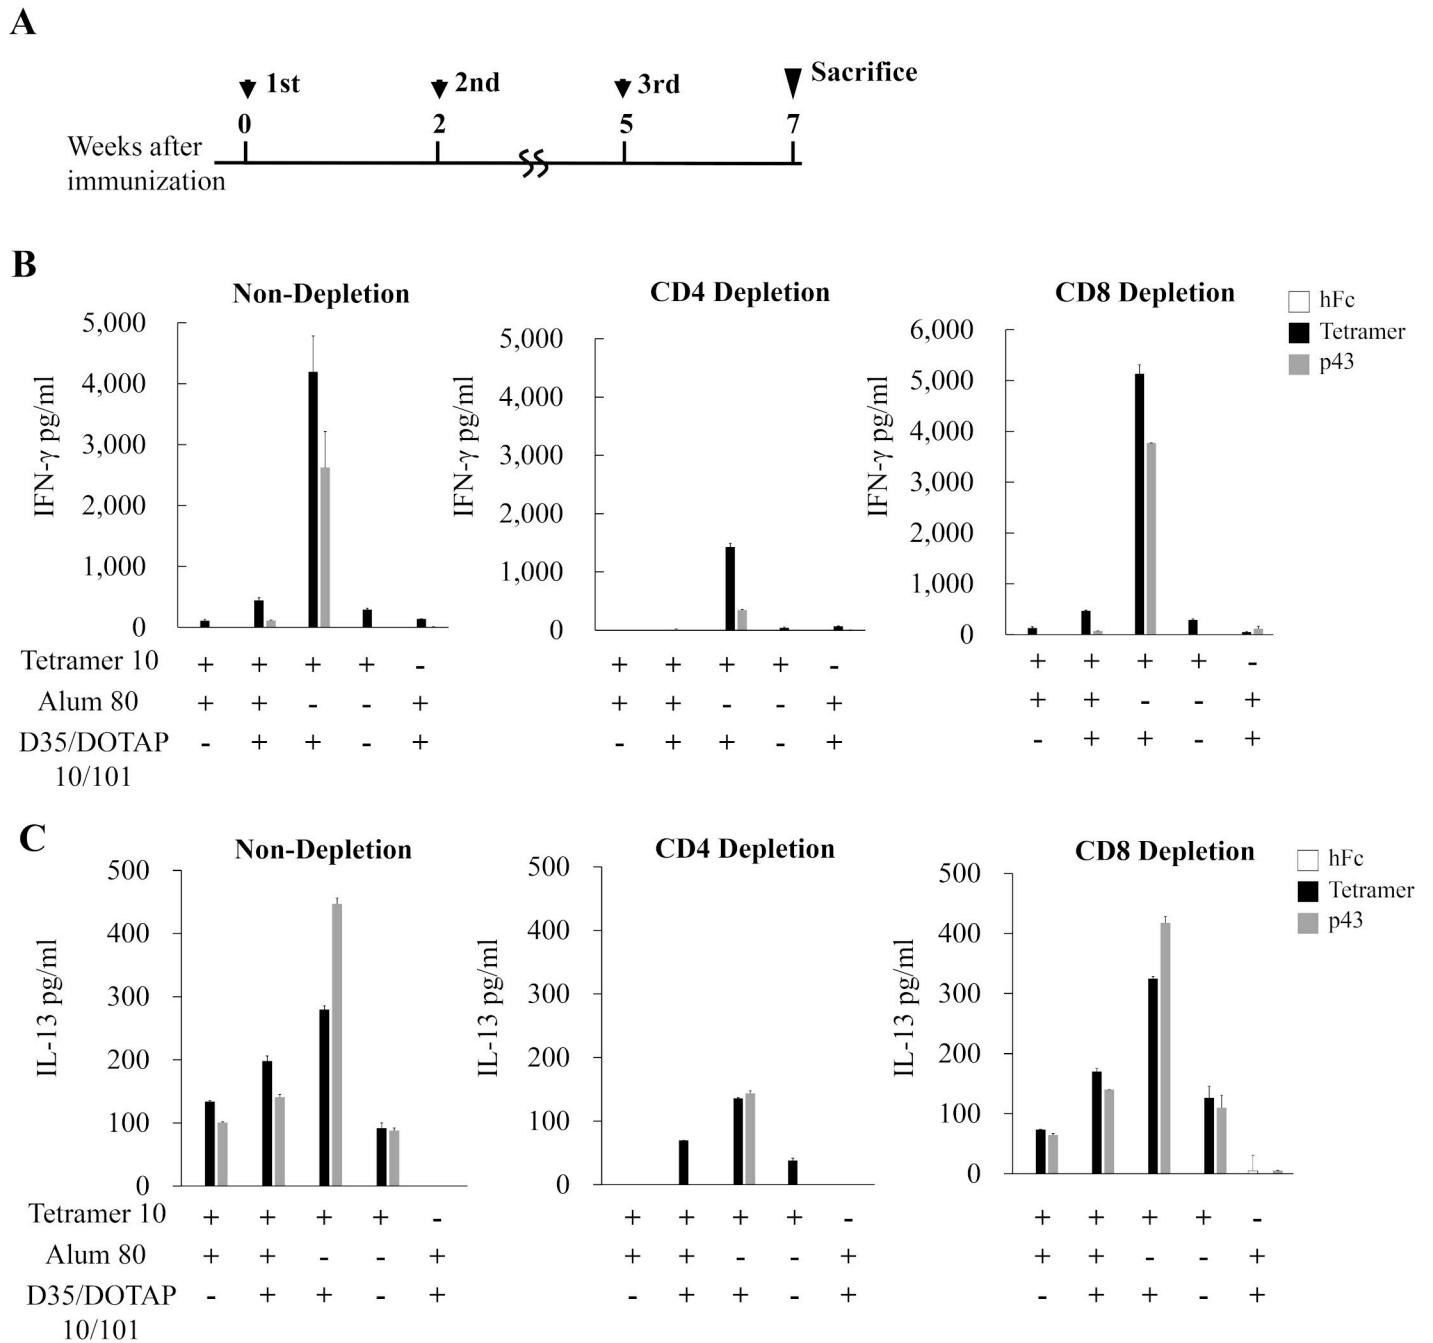 A
1st 2nd 3rd Sacrifice
0 2 5 7
Weeks after
immunization
B
Non-Depletion CD4 Depletion CD8 Depletion
IFN-γ pg/ml
5,000
4,000
3,000
2,000
1,000
0
IFN-γ pg/ml
5,000
4,000
3,000
2,000
1,000
0
IFN-γ pg/ml
6,000
5,000
4,000
3,000
2,000
1,000
0
hFc
Tetramer
p43
Tetramer 10 + + + + - + + + + - + + + + -
Alum 80 + + - - + + + - - + + + - - +
D35/DOTAP - + + - + - + + - + - + + - +
10/101
C
Non-Depletion CD4 Depletion CD8 Depletion
IL-13 pg/ml
500
400
300
200
100
0
IL-13 pg/ml
500
400
300
200
100
0
IL-13 pg/ml
500
400
300
200
100
0
hFc
Tetramer
p43
Tetramer 10 + + + + - + + + + - + + + + -
Alum 80 + + - - + + + - - + + + - - +
D35/DOTAP - + + - + - + + - + - + + - +
10/101